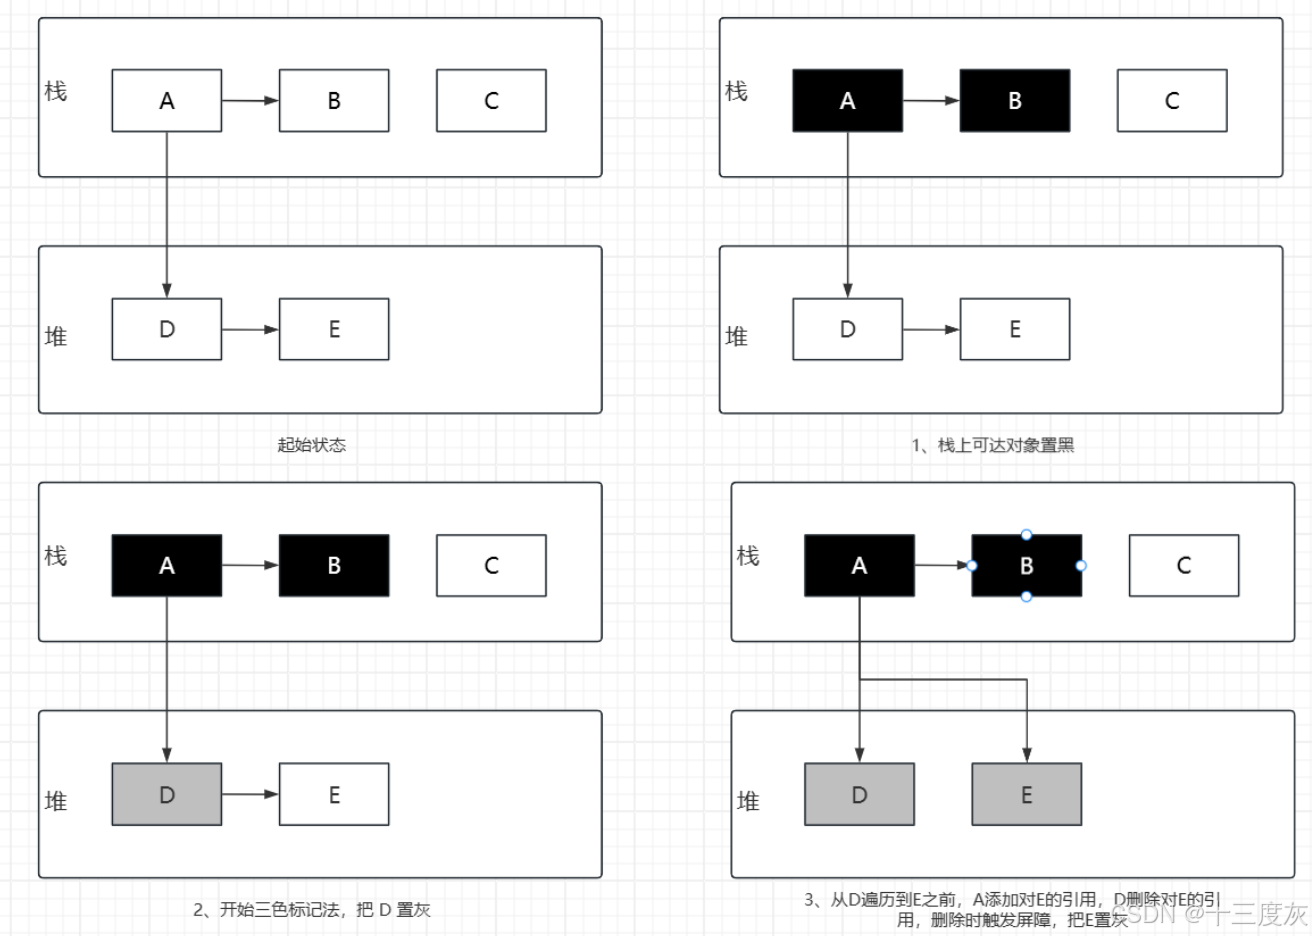 栈
A
B
C
堆
D
E
起始状态
栈
A
B
C
堆
D
E
1、栈上可达对象置黑
栈
A
B
C
堆
D
E
2、开始三色标记法，把 D 置灰
栈
A
B
C
堆
D
E
3、从D遍历到E之前，A添加对E的引用，D删除对E的引
用，删除时触发屏障，把E置灰
CSDN @十三度灰